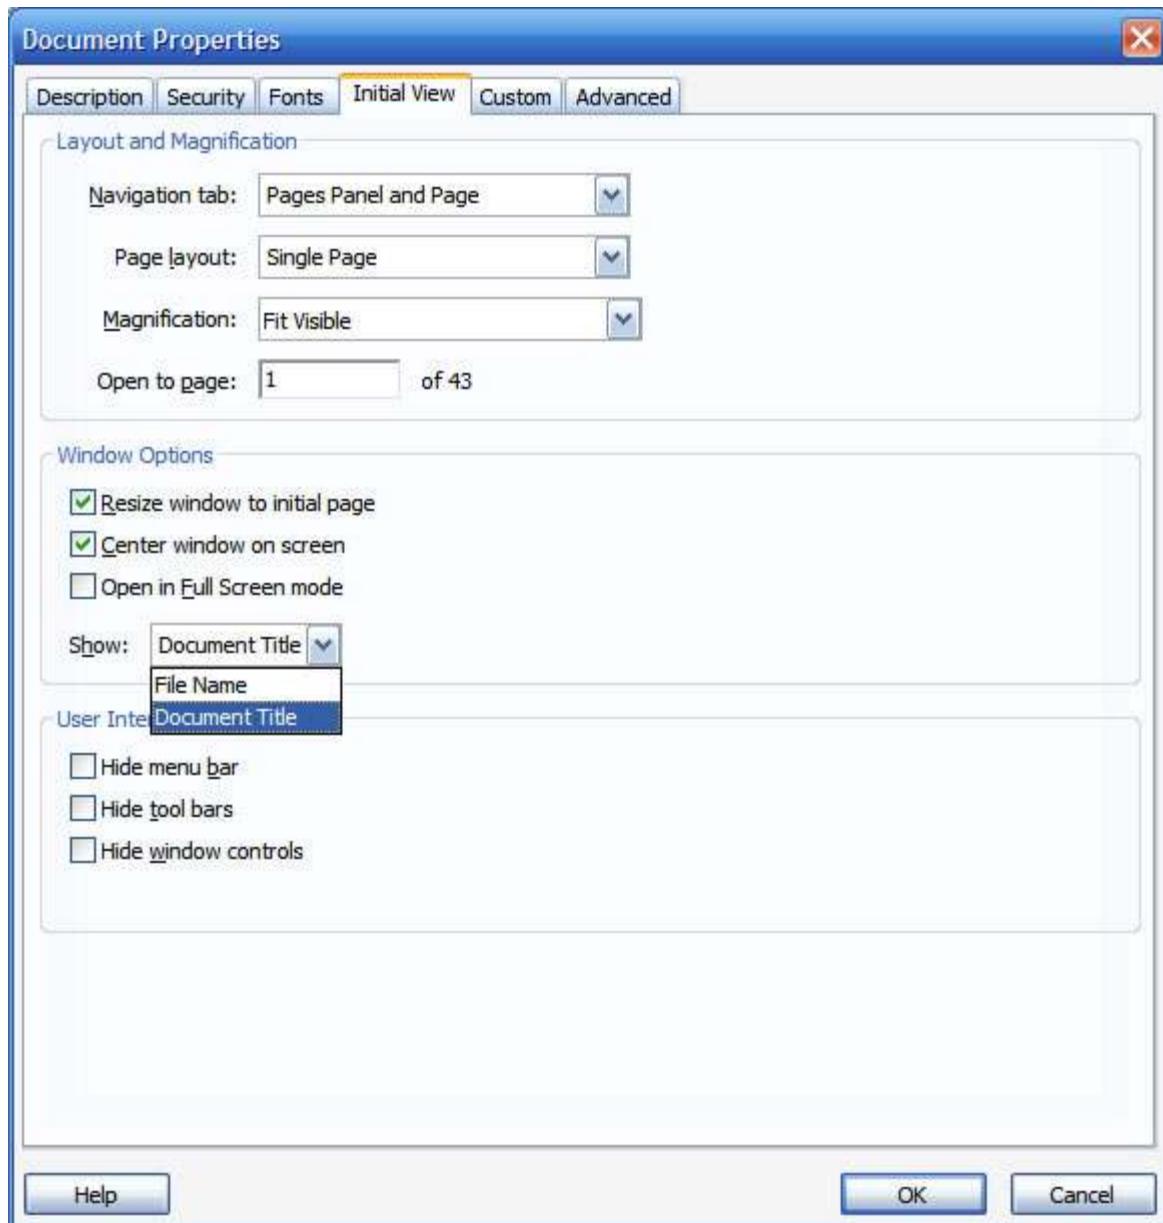 Document Properties
Description Security Fonts Initial View Custom Advanced
Layout and Magnification
Navigation tab: Pages Panel and Page
Page layout: Single Page
Magnification: Fit Visible
Open to page: 1 of 43
Window Options
Resize window to initial page
Center window on screen
Open in Full Screen mode
Show: Document Title
File Name
User Inte
Document Title
Hide menu bar
Hide tool bars
Hide window controls
Help OK Cancel